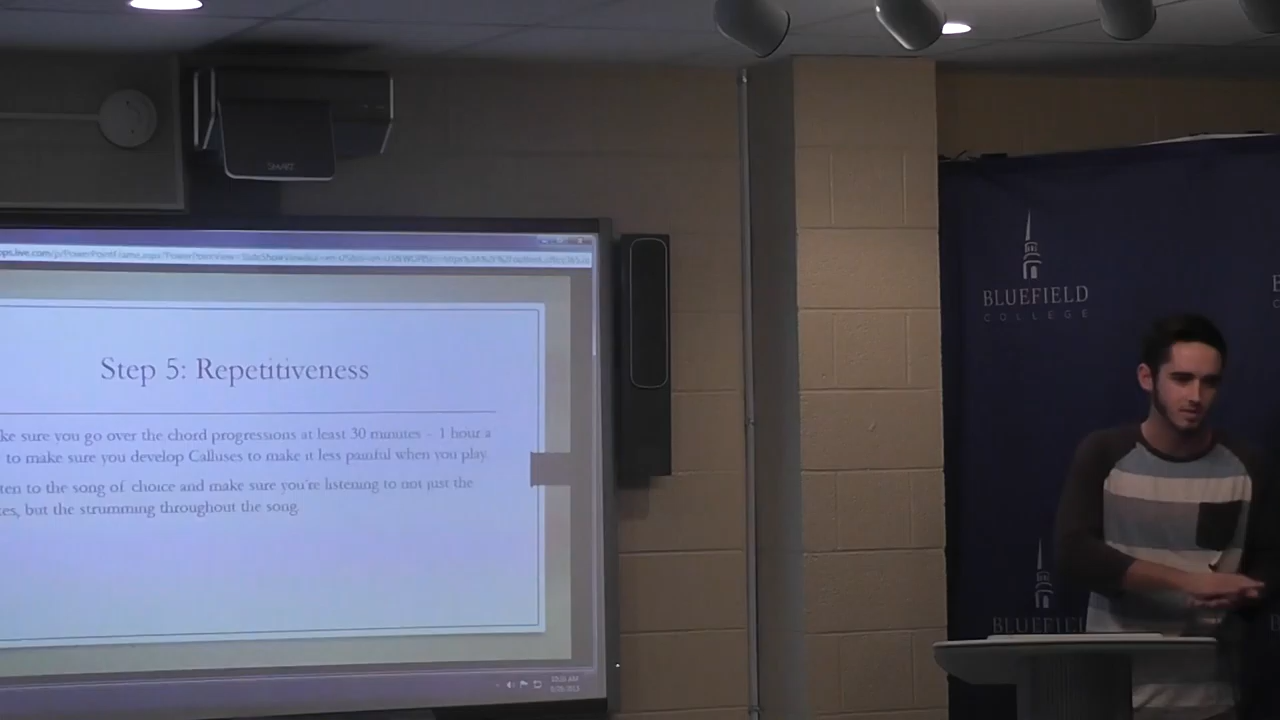 SMART
Step 5: Repetitiveness
ke sure you go over the chord progressions at least 30 minutes – 1 hour a
to make sure you develop Calluses to make it less painful when you play.
ten to the song of choice and make sure you're listening to not just the
es, but the strumming throughout the song.
BLUEFIELD
COLLEGE
BLUEFI